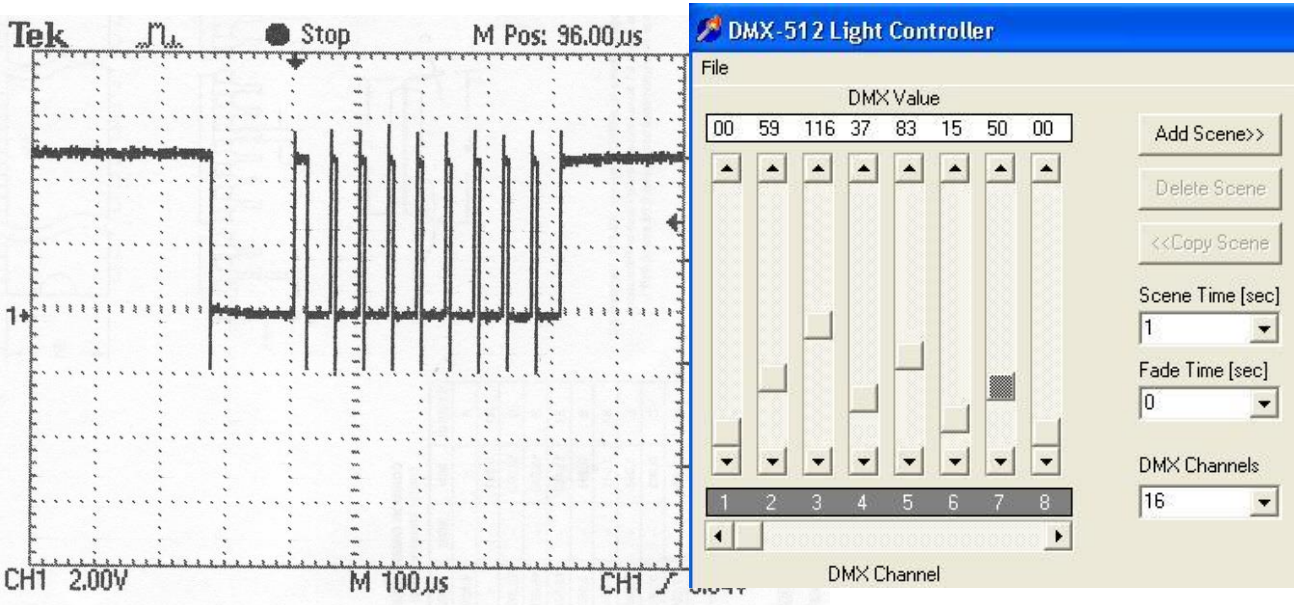 Tek Stop M Pos: 96.00µs
1
CH1 2.00V M 100µs CH1
DMX-512 Light Controller
File
DMX Value
00 59 116 37 83 15 50 00
Add Scene>>
Delete Scene
<<Copy Scene
Scene Time [sec]
1
Fade Time [sec]
0
DMX Channels
16
1 2 3 4 5 6 7 8
DMX Channel